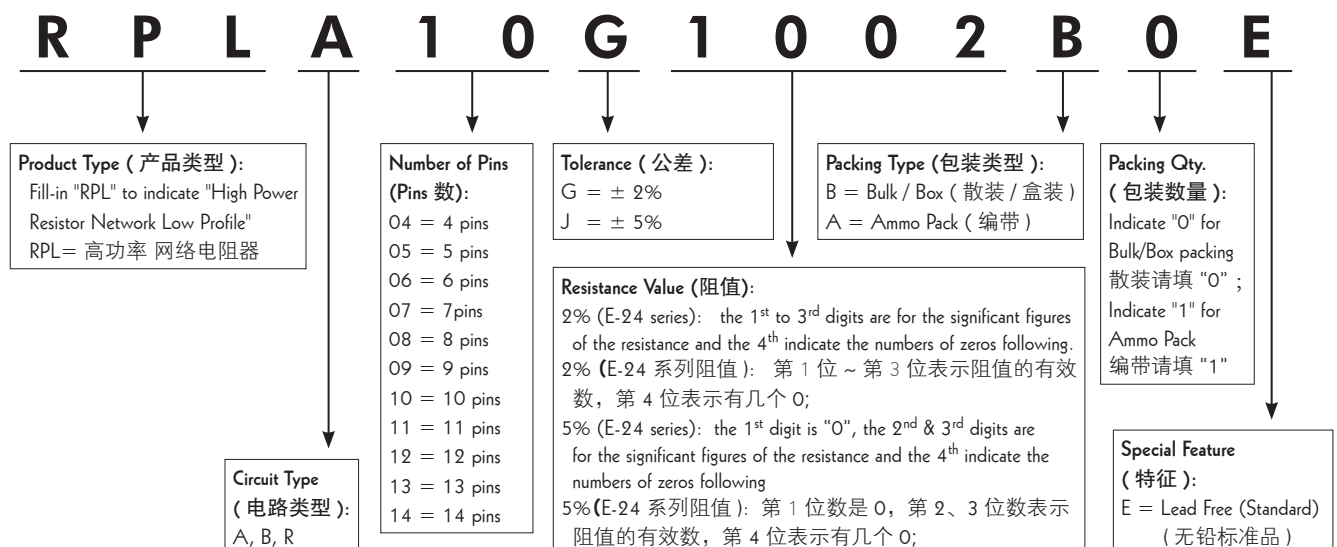 R P L A 1 0 G 1 0 0 2 B 0 E
Product Type ( 产品类型 ):
Fill-in "RPL" to indicate "High Power
Resistor Network Low Profile"
RPL= 高功率 网络电阻器
Circuit Type
( 电路类型 ):
A, B, R
Number of Pins
(Pins 数):
04 = 4 pins
05 = 5 pins
06 = 6 pins
07 = 7pins
08 = 8 pins
09 = 9 pins
10 = 10 pins
11 = 11 pins
12 = 12 pins
13 = 13 pins
14 = 14 pins
Tolerance ( 公差 ):
G = ± 2%
J = ± 5%
Resistance Value (阻值):
2% (E-24 series): the 1st to 3rd digits are for the significant figures
of the resistance and the 4th indicate the numbers of zeros following.
2% (E-24 系列阻值 ): 第 1 位 ~ 第 3 位表示阻值的有效
数，第 4 位表示有几个 0;
5% (E-24 series): the 1st digit is "0", the 2nd & 3rd digits are
for the significant figures of the resistance and the 4th indicate the
numbers of zeros following
5%(E-24 系列阻值 ): 第 1 位数是 0，第 2、3 位数表示
阻值的有效数，第 4 位表示有几个 0;
Packing Type (包装类型):
B = Bulk / Box ( 散装 / 盒装 )
A = Ammo Pack ( 编带 )
Packing Qty.
( 包装数量 ):
Indicate "0" for
Bulk/Box packing
散装请填 “0” ;
Indicate "1" for
Ammo Pack
编带请填 “1”
Special Feature
( 特征 ):
E = Lead Free (Standard)
( 无铅标准品 )